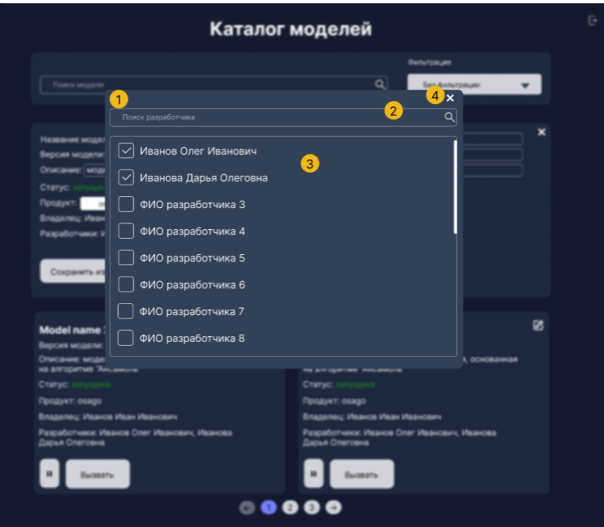 Каталог моделей
Фильтрация
Поиск модели
Без фильтрации
1
4
Поиск разработчика
2
3
Иванов Олег Иванович
Иванова Дарья Олеговна
ФИО разработчика 3
ФИО разработчика 4
ФИО разработчика 5
ФИО разработчика 6
ФИО разработчика 7
ФИО разработчика 8
Название
Версия модели:
Описание:
Статус:
Продукт:
Владелец:
Разработчики:
Сохранить
Model name
Версия модели:
Описание:
на алгоритме "Ансамбль"
Статус: запущена
Продукт: osago
Владелец: Иванов Иван Иванович
Разработчики: Иванов Олег Иванович, Иванова
Дарья Олеговна
Вызвать
основанная
на алгоритме "Ансамбль"
Статус: запущена
Продукт: osago
Владелец: Иванов Иван Иванович
Разработчики: Иванов Олег Иванович, Иванова
Дарья Олеговна
Вызвать
1 2 3